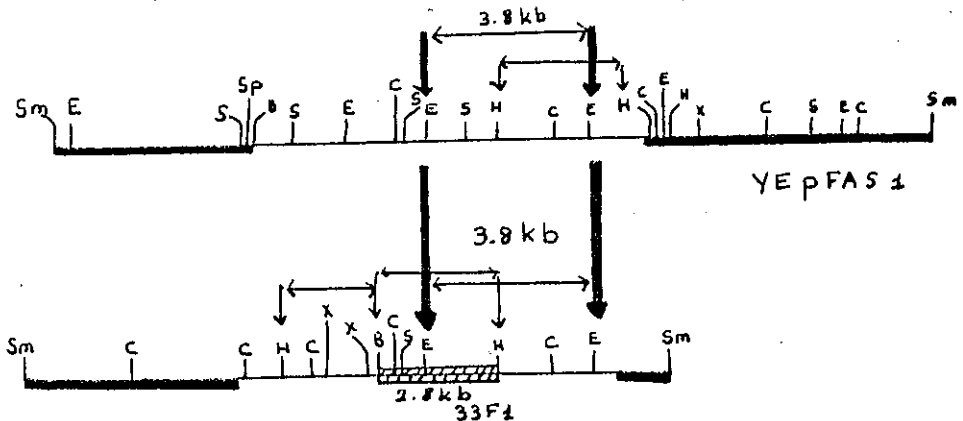 3.8 kb
Sm E S Sp B S E C S E S H C E H C E H X C S E C Sm
YEpFAS1
3.8 kb
Sm C C H C X X B C S E H C E Sm
2.8 kb
33F1